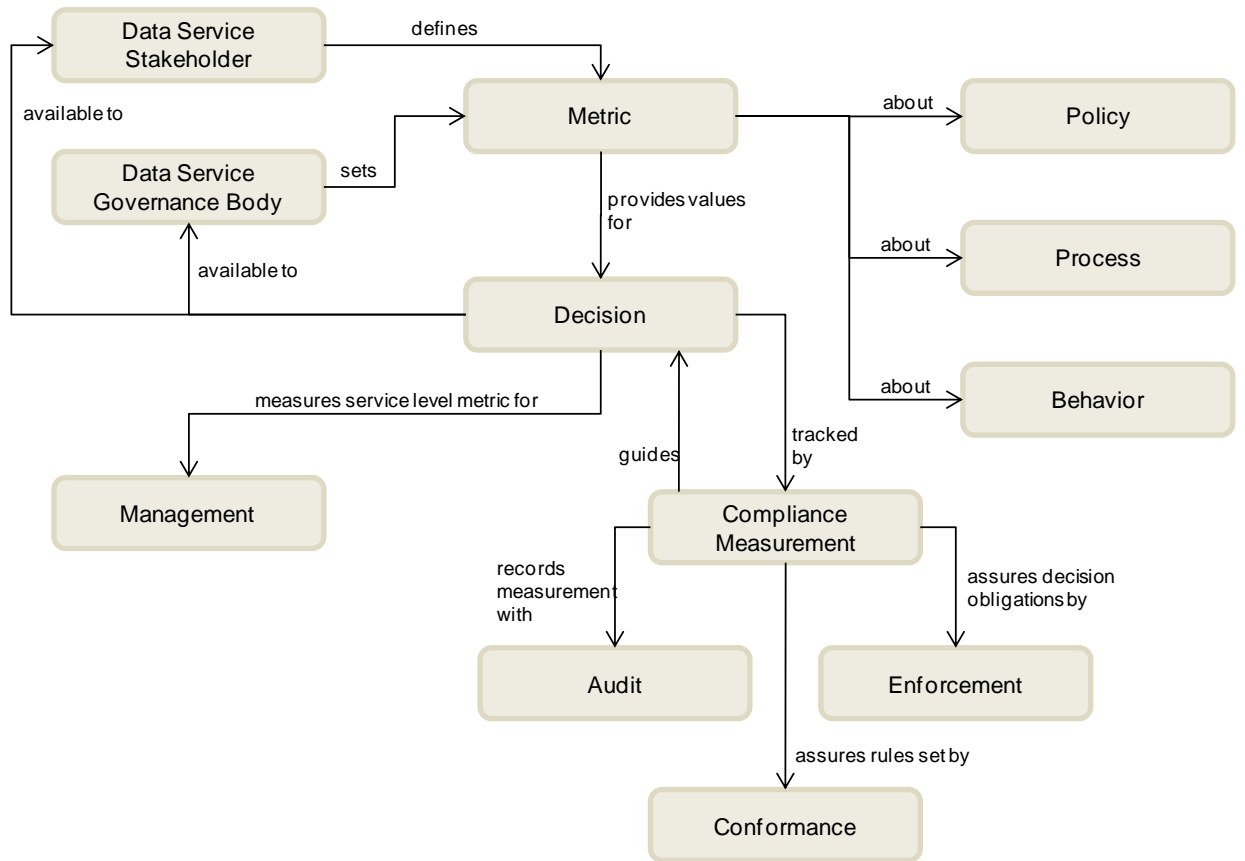 Data Service
Stakeholder
defines
available to
Metric
about
Policy
Data Service
Governance Body
sets
provides values
for
about
Process
available to
Decision
measures service level metric for
about
Behavior
guides
tracked
by
Management
Compliance
Measurement
records
measurement
with
assures decision
obligations by
Audit
Enforcement
assures rules set by
Conformance